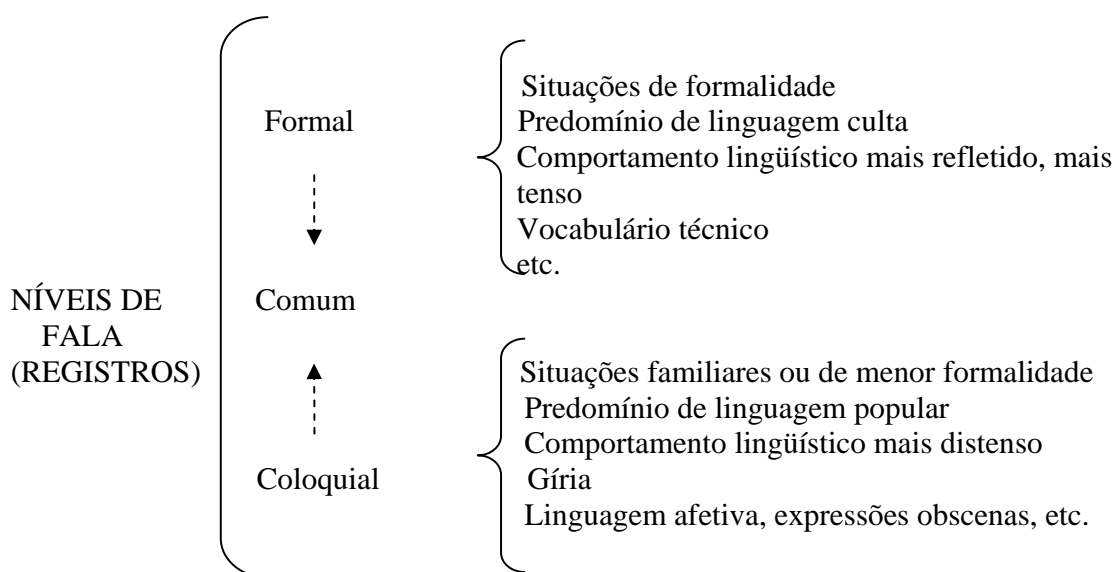 NÍVEIS DE
FALA
(REGISTROS)
Formal
Situações de formalidade
Predomínio de linguagem culta
Comportamento lingüístico mais refletido, mais
tenso
Vocabulário técnico
etc.
Comum
Coloquial
Situações familiares ou de menor formalidade
Predomínio de linguagem popular
Comportamento lingüístico mais distenso
Gíria
Linguagem afetiva, expressões obscenas, etc.